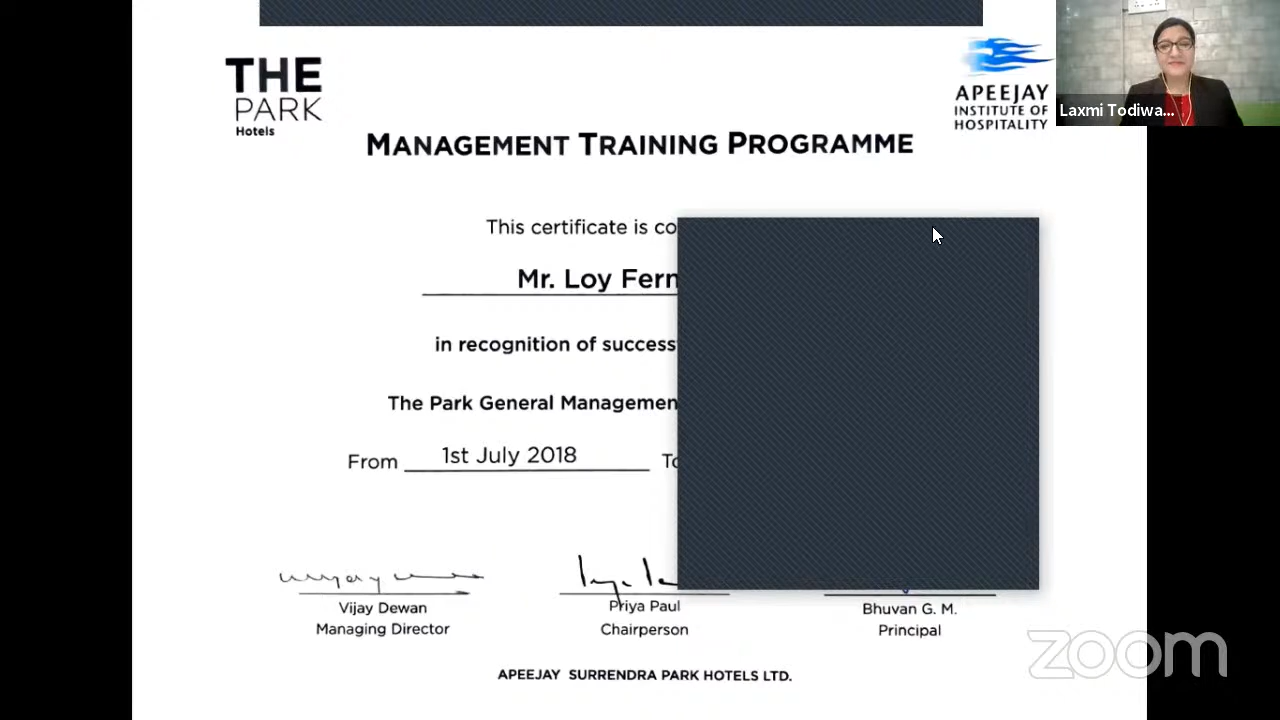 THE
PARK
Hotels
APEEJAY
INSTITUTE OF
HOSPITALITY
Laxmi Todiwa...
MANAGEMENT TRAINING PROGRAMME
This certificate is co
Mr. Loy Fern
in recognition of success
The Park General Managemen
From 1st July 2018 To
Vijay Dewan
Managing Director
Priya Paul
Chairperson
Bhuvan G. M.
Principal
APEEJAY SURRENDRA PARK HOTELS LTD.
zoom